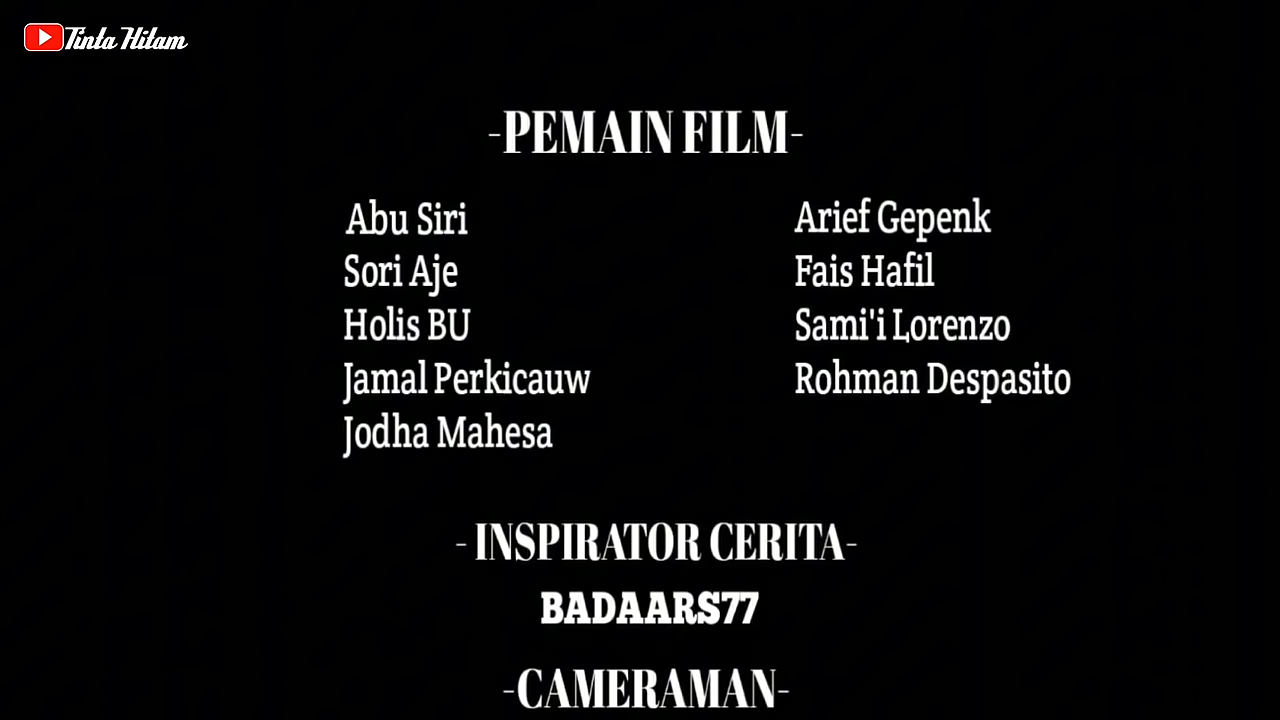 Tinta Hitam
-PEMAIN FILM-
Abu Siri
Sori Aje
Holis BU
Jamal Perkicauw
Jodha Mahesa
Arief Gepenk
Fais Hafil
Sami'i Lorenzo
Rohman Despasito
- INSPIRATOR CERITA-
BADAARS77
-CAMERAMAN-